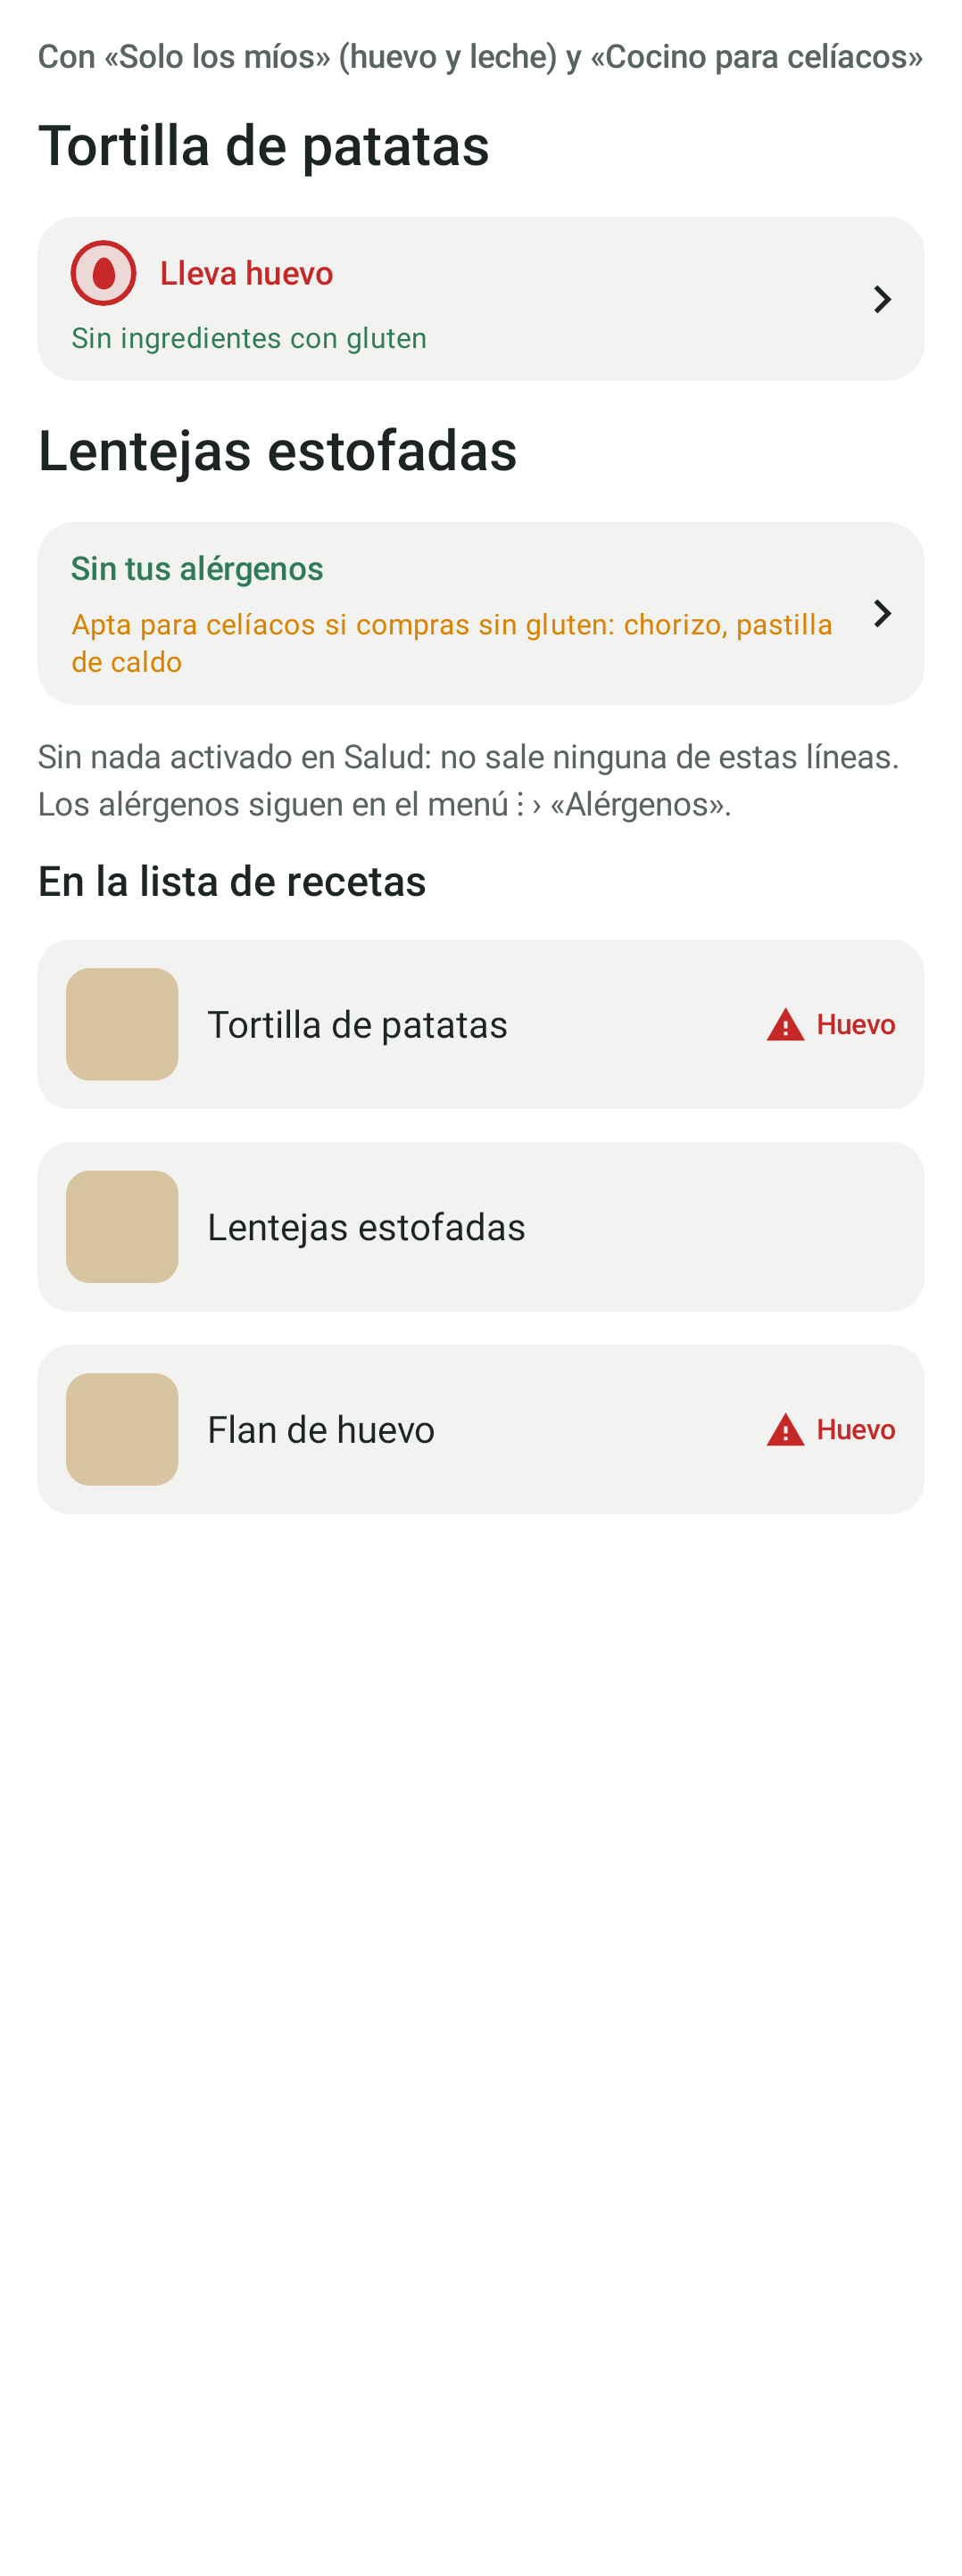 Con «Solo los míos» (huevo y leche) y «Cocino para celíacos»
Tortilla de patatas
Lleva huevo
Sin ingredientes con gluten
Lentejas estofadas
Sin tus alérgenos
Apta para celíacos si compras sin gluten: chorizo, pastilla
de caldo
Sin nada activado en Salud: no sale ninguna de estas líneas.
Los alérgenos siguen en el menú ⋮ › «Alérgenos».
En la lista de recetas
Tortilla de patatas
Huevo
Lentejas estofadas
Flan de huevo
Huevo